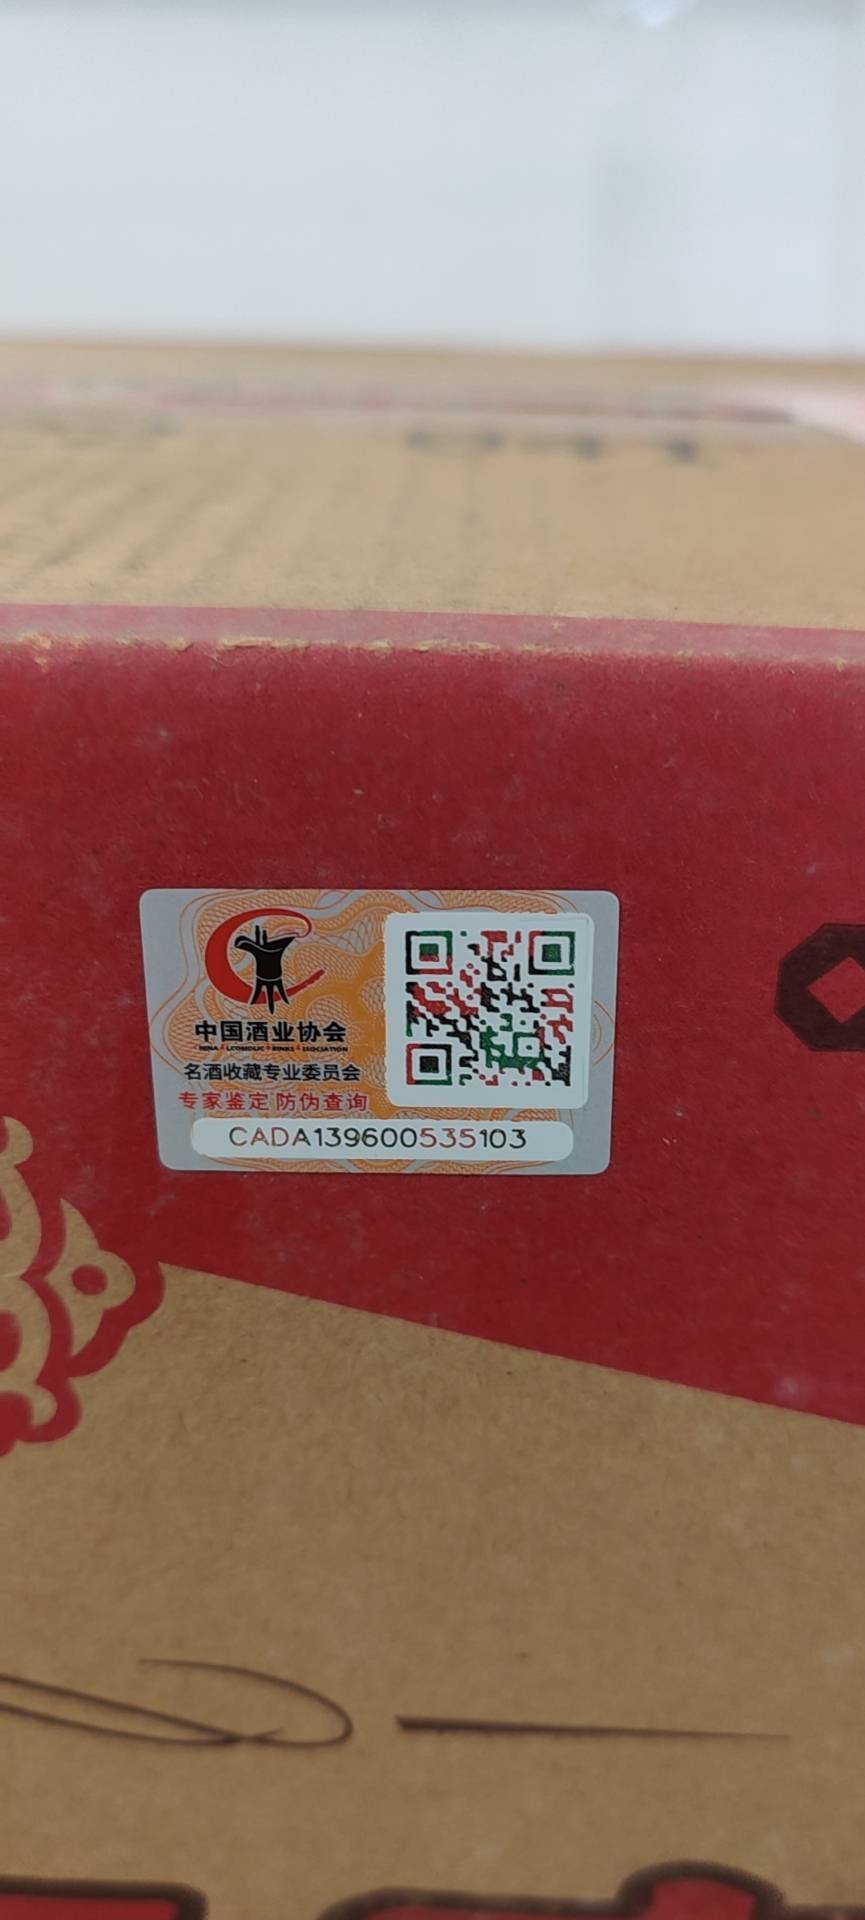 中国酒业协会
名酒收藏专业委员会
专家鉴定 防伪查询
CADA139600535103